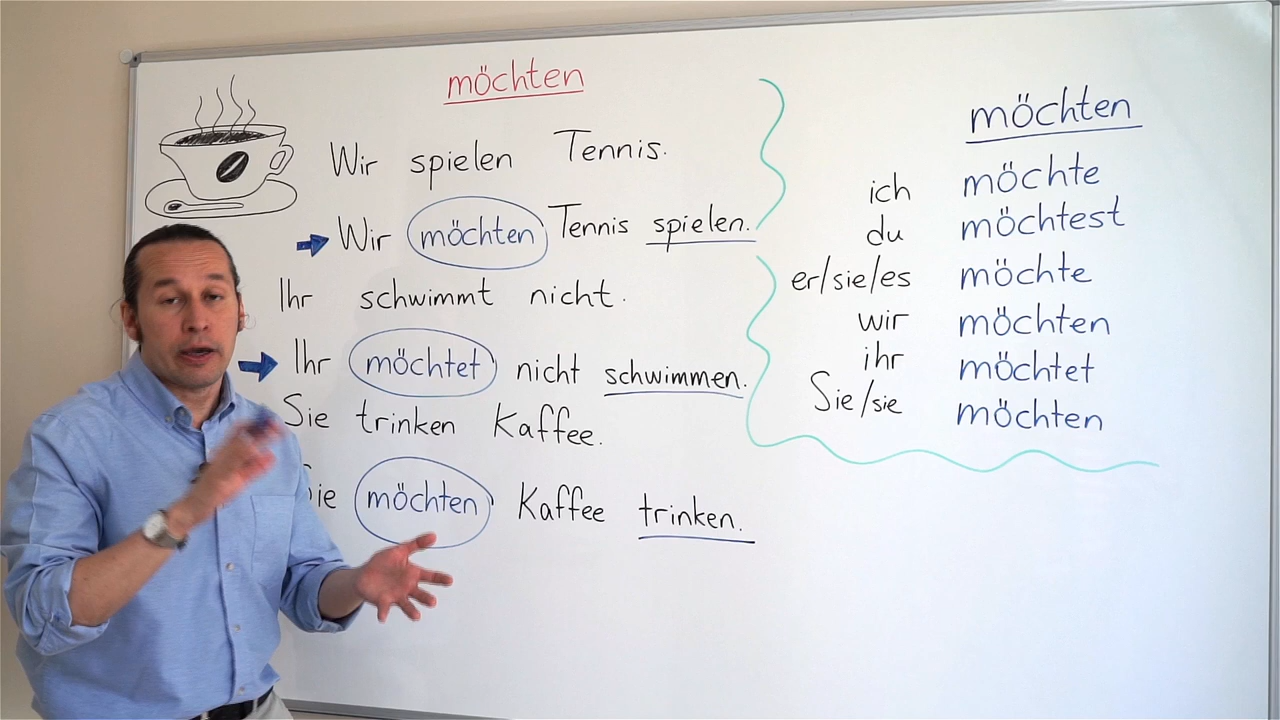 möchten
Wir spielen Tennis.
Wir möchten Tennis spielen.
Ihr schwimmt nicht.
Ihr möchtet nicht schwimmen.
Sie trinken Kaffee.
möchten Kaffee trinken.
möchten
ich möchte
du möchtest
er/sie/es möchte
wir möchten
ihr möchtet
Sie/sie möchten